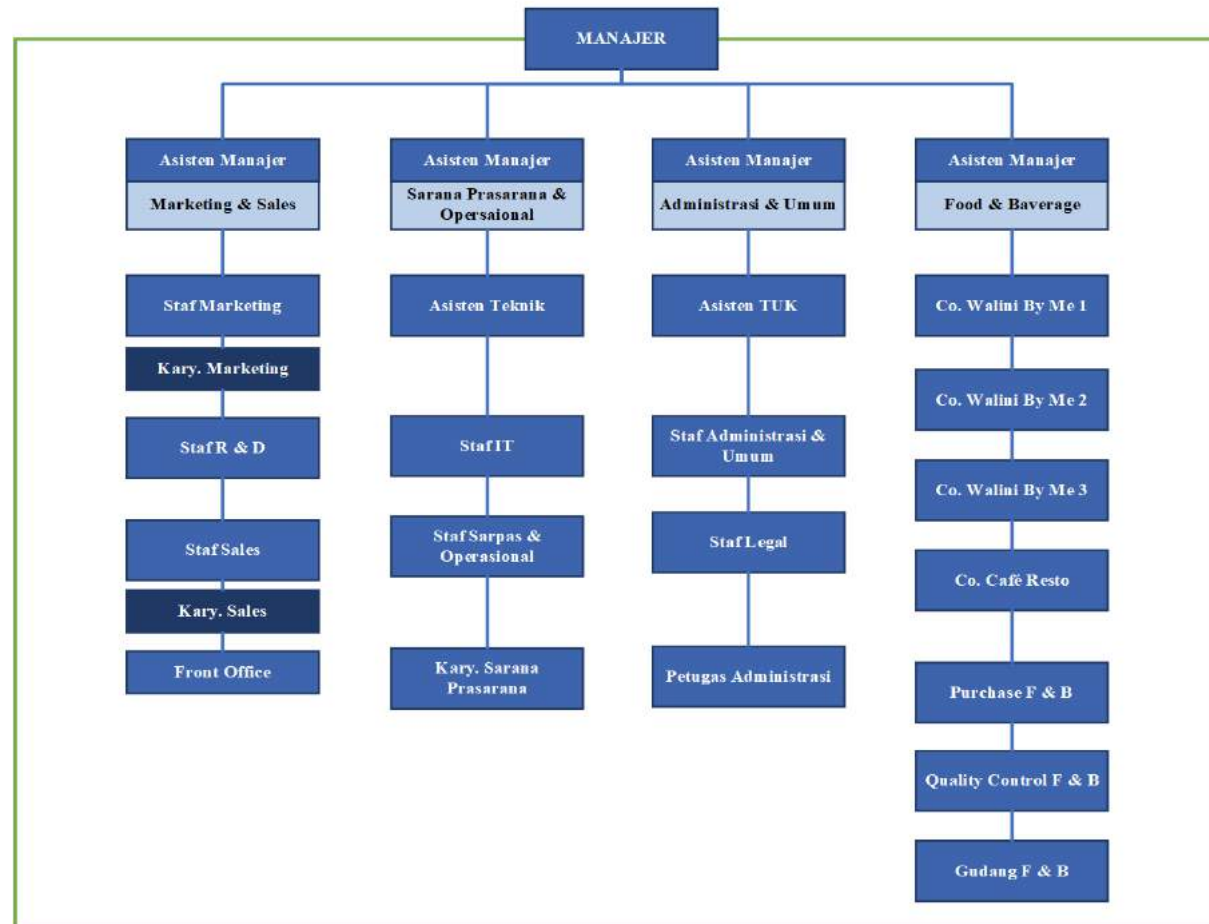 MANAJER
Asisten Manajer
Marketing & Sales
Staf Marketing
Kary. Marketing
Staf R & D
Staf Sales
Kary. Sales
Front Office
Asisten Manajer
Sarana Prasarana &
Opersaional
Asisten Teknik
Staf IT
Staf Sarpas &
Operasional
Kary. Sarana
Prasarana
Asisten Manajer
Administrasi & Umum
Asisten TUK
Staf Administrasi &
Umum
Staf Legal
Petugas Administrasi
Asisten Manajer
Food & Baverage
Co. Walini By Me 1
Co. Walini By Me 2
Co. Walini By Me 3
Co. Café Resto
Purchase F & B
Quality Control F & B
Gudang F & B